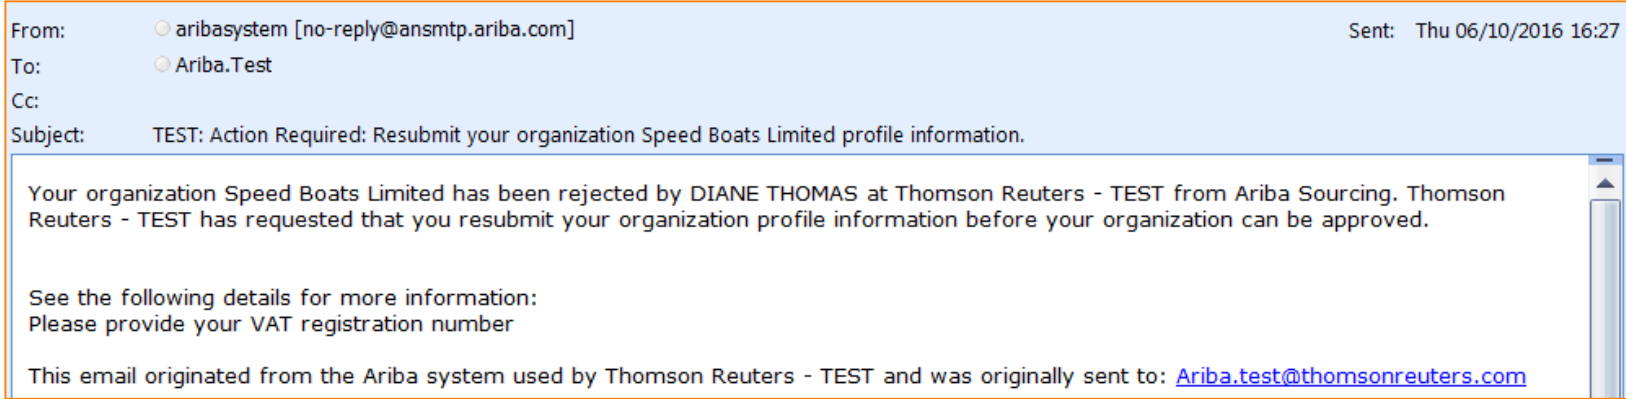 From: aribasystem [no-reply@ansmtp.ariba.com] Sent: Thu 06/10/2016 16:27
To: Ariba.Test
Cc:
Subject: TEST: Action Required: Resubmit your organization Speed Boats Limited profile information.
Your organization Speed Boats Limited has been rejected by DIANE THOMAS at Thomson Reuters - TEST from Ariba Sourcing. Thomson
Reuters - TEST has requested that you resubmit your organization profile information before your organization can be approved.
See the following details for more information:
Please provide your VAT registration number
This email originated from the Ariba system used by Thomson Reuters - TEST and was originally sent to: Ariba.test@thomsonreuters.com